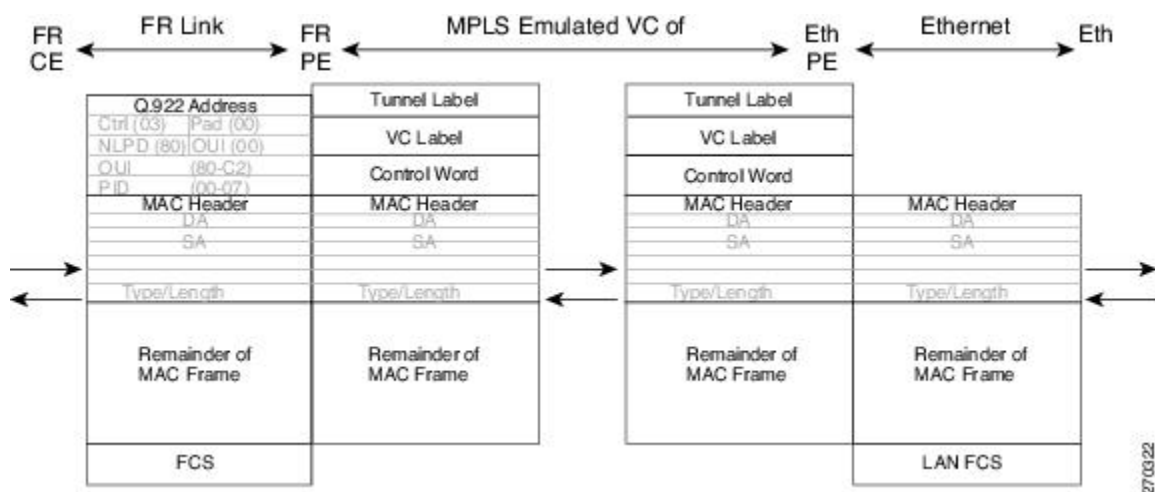 FR CE
FR Link
FR PE
MPLS Emulated VC of
Eth PE
Ethernet
Eth
Q.922 Address
Ctrl (03) Pad (00)
NLPD (80) OUI (00)
OUI (80-C2)
PID (00-07)
MAC Header
DA
SA
Type/Length
Remainder of
MAC Frame
FCS
Tunnel Label
VC Label
Control Word
MAC Header
DA
SA
Type/Length
Remainder of
MAC Frame
Tunnel Label
VC Label
Control Word
MAC Header
DA
SA
Type/Length
Remainder of
MAC Frame
MAC Header
DA
SA
Type/Length
Remainder of
MAC Frame
LAN FCS
270322